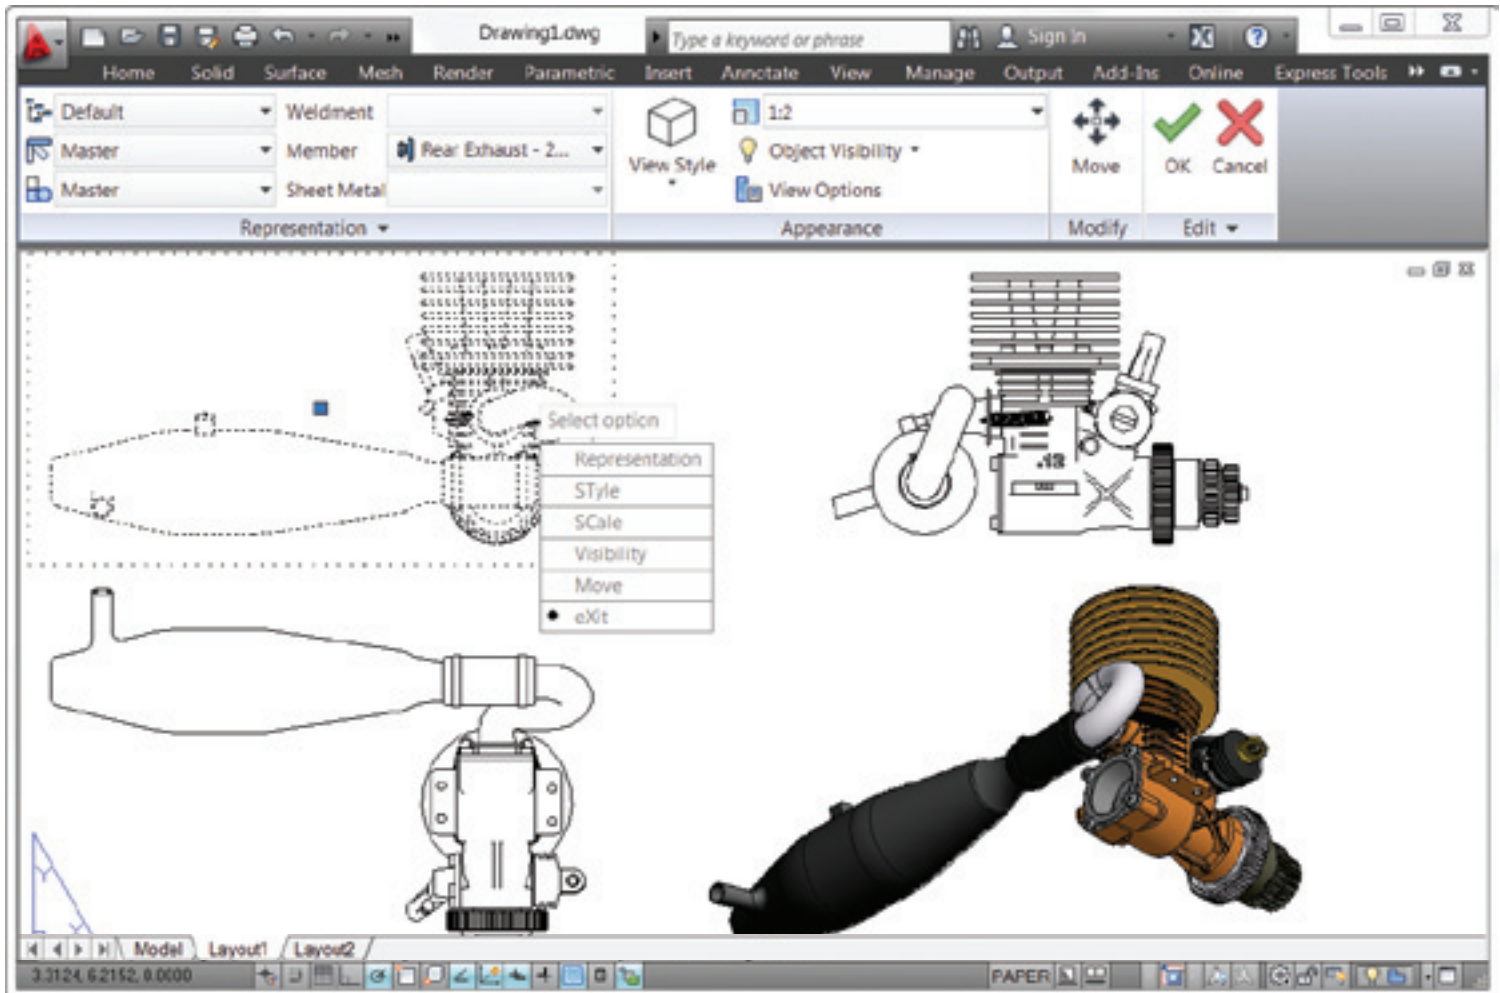 Drawing1.dwg
Type a keyword or phrase
Sign In
Home Solid Surface Mesh Render Parametric Insert Annotate View Manage Output Add-Ins Online Express Tools
Default Weldment
Master Member Rear Exhaust - 2...
Master Sheet Metal
Representation
View Style
1:2
Object Visibility
View Options
Appearance
Move
Modify
OK Cancel
Edit
Select option
Representation
STyle
SCale
Visibility
Move
eXit
Model Layout1 Layout2
3.3124, 6.2152, 0.0000 PAPER